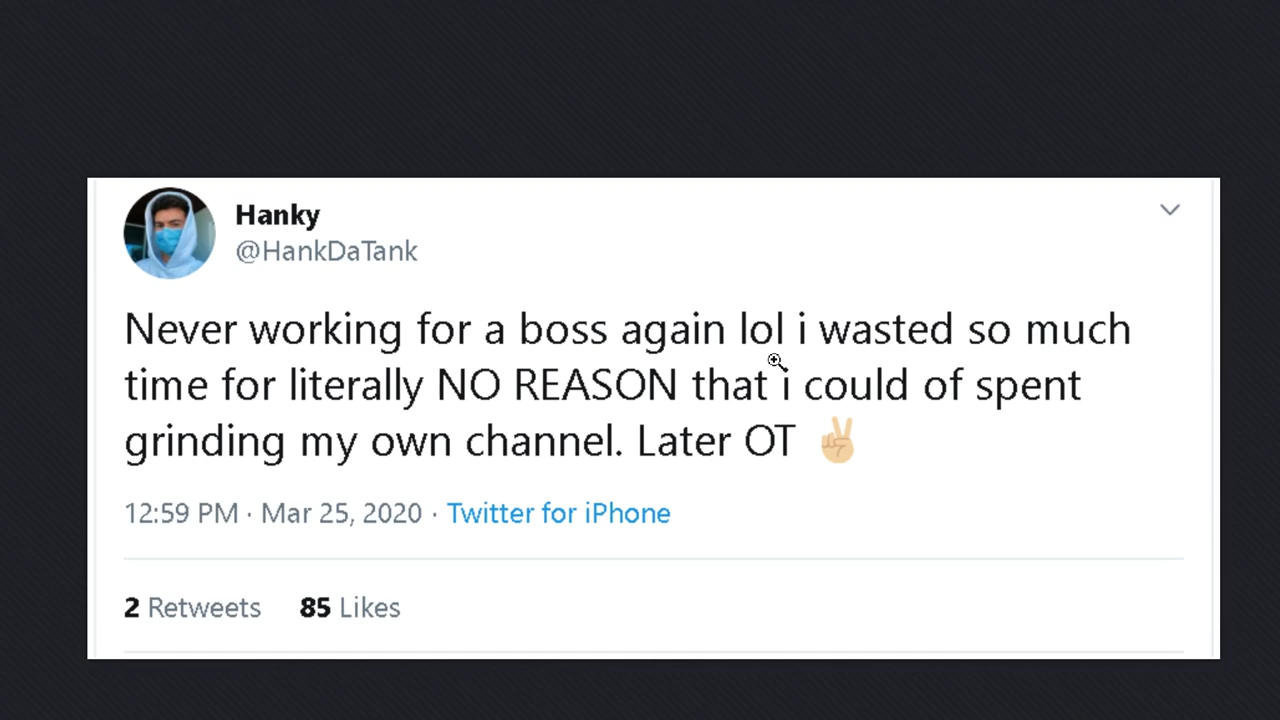 Hanky
@HankDaTank
Never working for a boss again lol i wasted so much
time for literally NO REASON that i could of spent
grinding my own channel. Later OT ✌🏼
12:59 PM · Mar 25, 2020 · Twitter for iPhone
2 Retweets 85 Likes